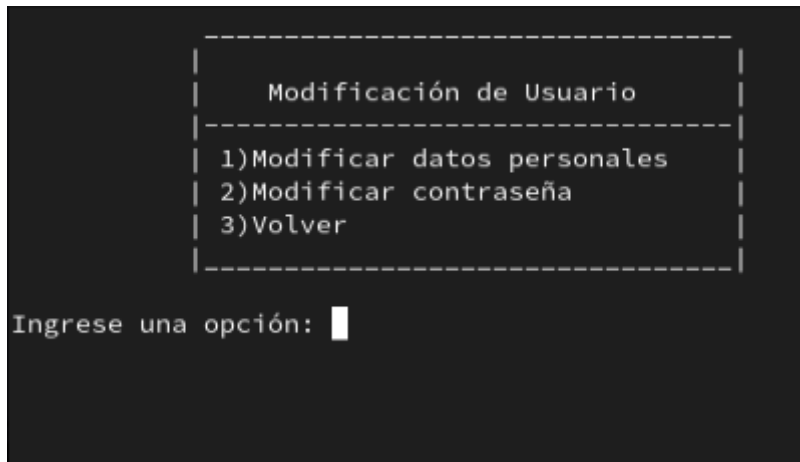 Modificación de Usuario
1)Modificar datos personales
2)Modificar contraseña
3)Volver
Ingrese una opción: